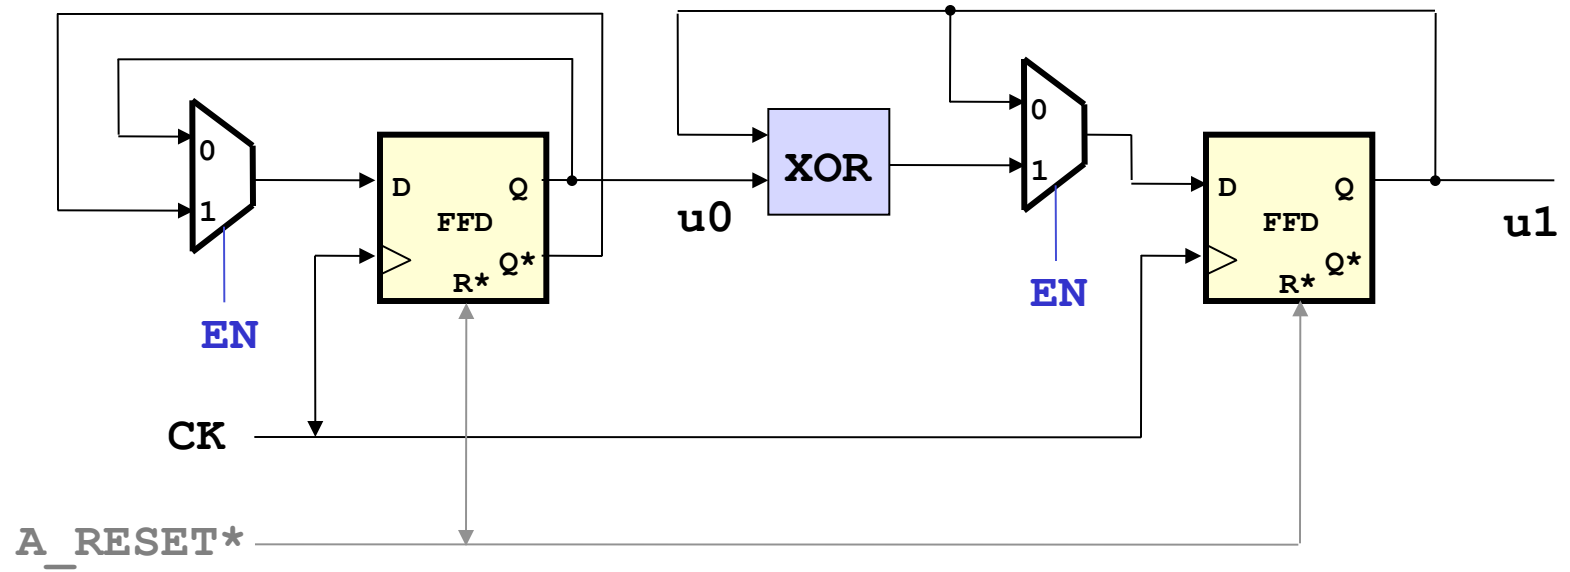 0
1
EN
D
Q
FFD
Q*
R*
u0
XOR
0
1
EN
D
Q
FFD
Q*
R*
u1
CK
A_RESET*